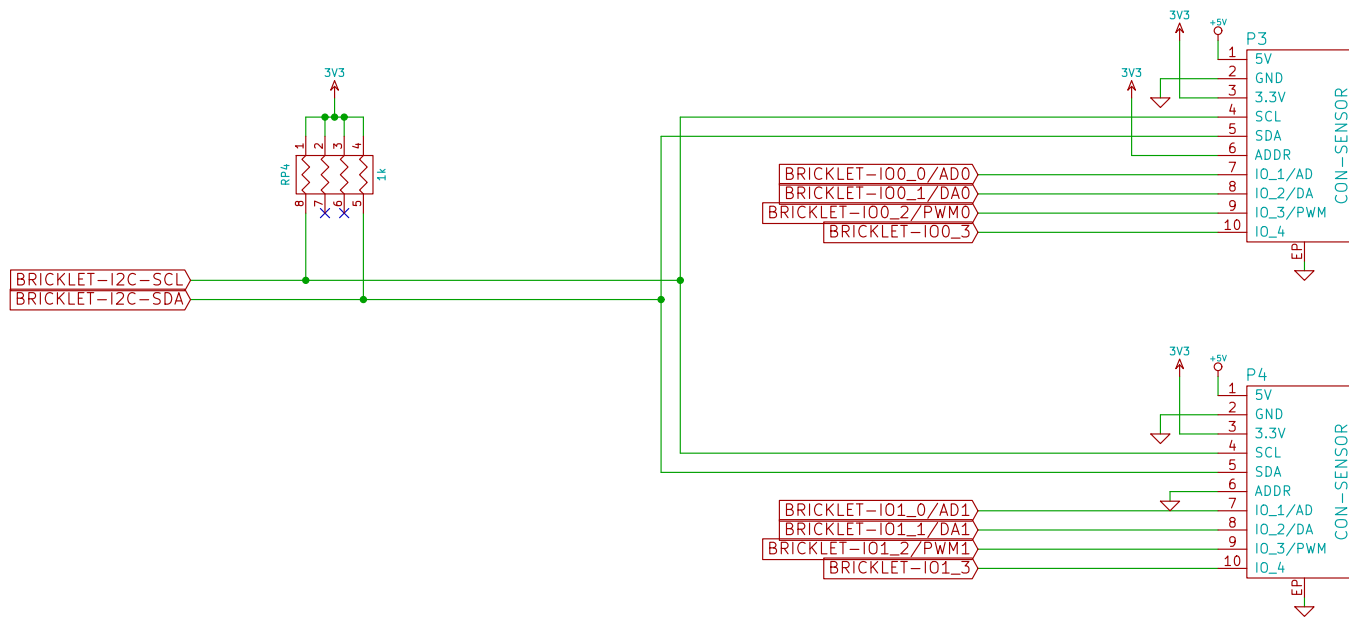 3V3
1 2 3 4
RP4
1k
8 7 6 5
BRICKLET-I2C-SCL
BRICKLET-I2C-SDA
3V3
3V3
+5V
P3
1 5V
2 GND
3 3.3V
4 SCL
5 SDA
6 ADDR
BRICKLET-IO0_0/AD0 7 IO_1/AD
BRICKLET-IO0_1/DA0 8 IO_2/DA
BRICKLET-IO0_2/PWM0 9 IO_3/PWM
BRICKLET-IO0_3 10 IO_4
CON-SENSOR
EP
3V3
+5V
P4
1 5V
2 GND
3 3.3V
4 SCL
5 SDA
6 ADDR
BRICKLET-IO1_0/AD1 7 IO_1/AD
BRICKLET-IO1_1/DA1 8 IO_2/DA
BRICKLET-IO1_2/PWM1 9 IO_3/PWM
BRICKLET-IO1_3 10 IO_4
CON-SENSOR
EP